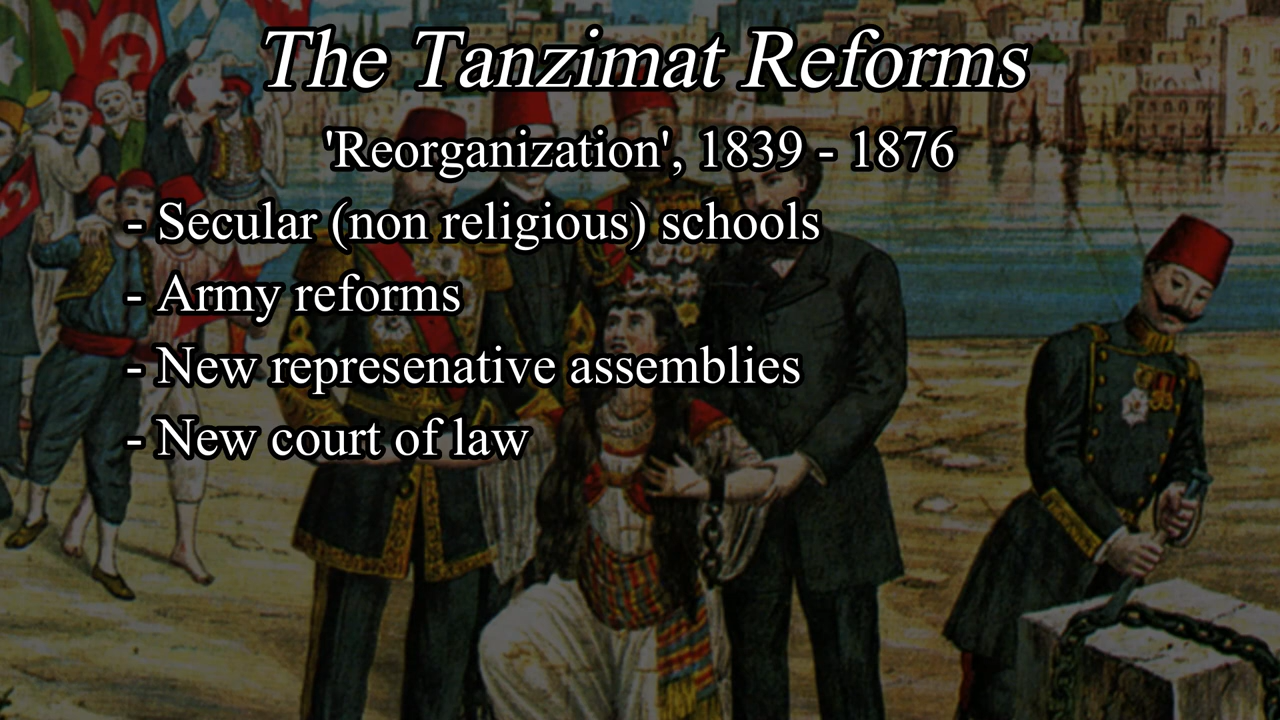 The Tanzimat Reforms
'Reorganization', 1839 - 1876
- Secular (non religious) schools
- Army reforms
- New represenative assemblies
- New court of law